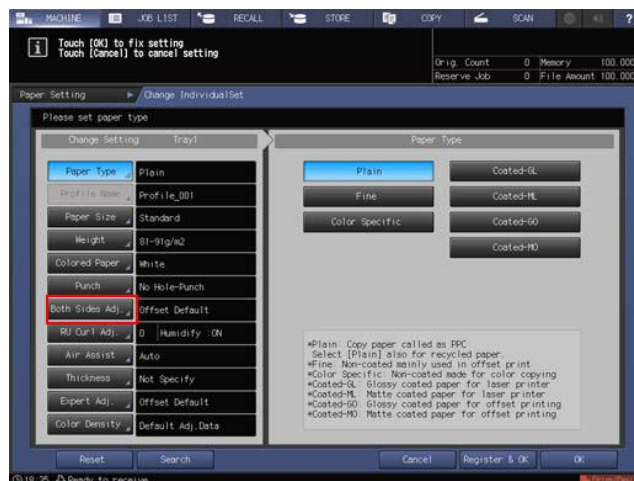 MACHINE JOB LIST RECALL STORE COPY SCAN ?
Touch [OK] to fix setting
Touch [Cancel] to cancel setting
Orig. Count 0 Memory 100.000
Reserve Job 0 File Amount 100.000
Paper Setting Change IndividualSet
Please set paper type
Change Setting Tray1
Paper Type
Paper Type Plain
Profile Name Profile_001
Paper Size Standard
Weight 81-91g/m2
Colored Paper White
Punch No Hole-Punch
Both Sides Adj. Offset Default
RU Curl Adj. 0 Humidify :ON
Air Assist Auto
Thickness Not Specify
Expert Adj. Offset Default
Color Density Default Adj.Data
Plain Coated-GL
Fine Coated-ML
Color Specific Coated-GO
Coated-MO
*Plain: Copy paper called as PPC
Select [Plain] also for recycled paper.
*Fine: Non-coated mainly used in offset print
*Color Specific: Non-coated made for color copying
*Coated-GL: Glossy coated paper for laser printer
*Coated-ML: Matte coated paper for laser printer
*Coated-GO: Glossy coated paper for offset printing
*Coated-MO: Matte coated paper for offset printing
Reset Search Cancel Register & OK OK
Ready to receive